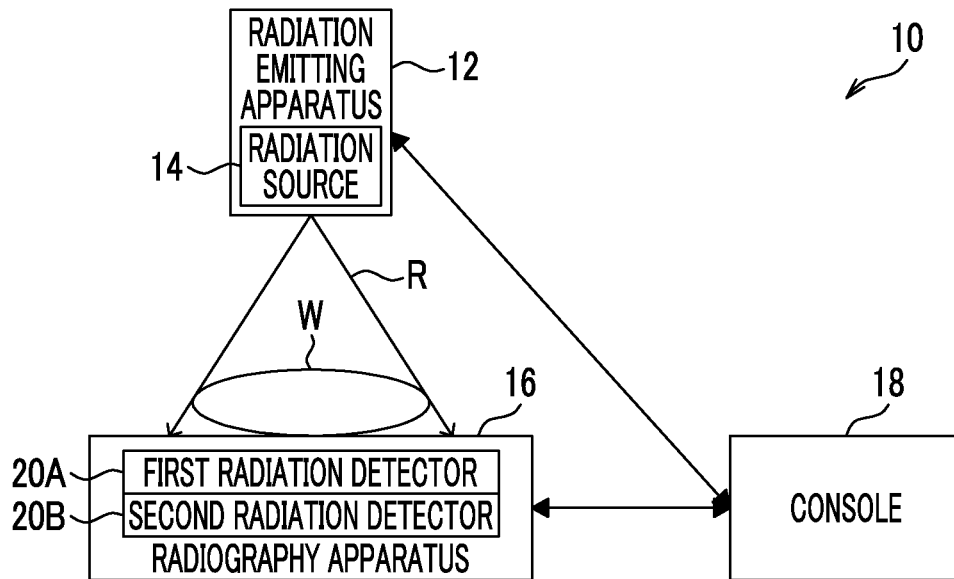 RADIATION
EMITTING
APPARATUS
12
10
14
RADIATION
SOURCE
R
W
16
18
20A
FIRST RADIATION DETECTOR
20B
SECOND RADIATION DETECTOR
RADIOGRAPHY APPARATUS
CONSOLE